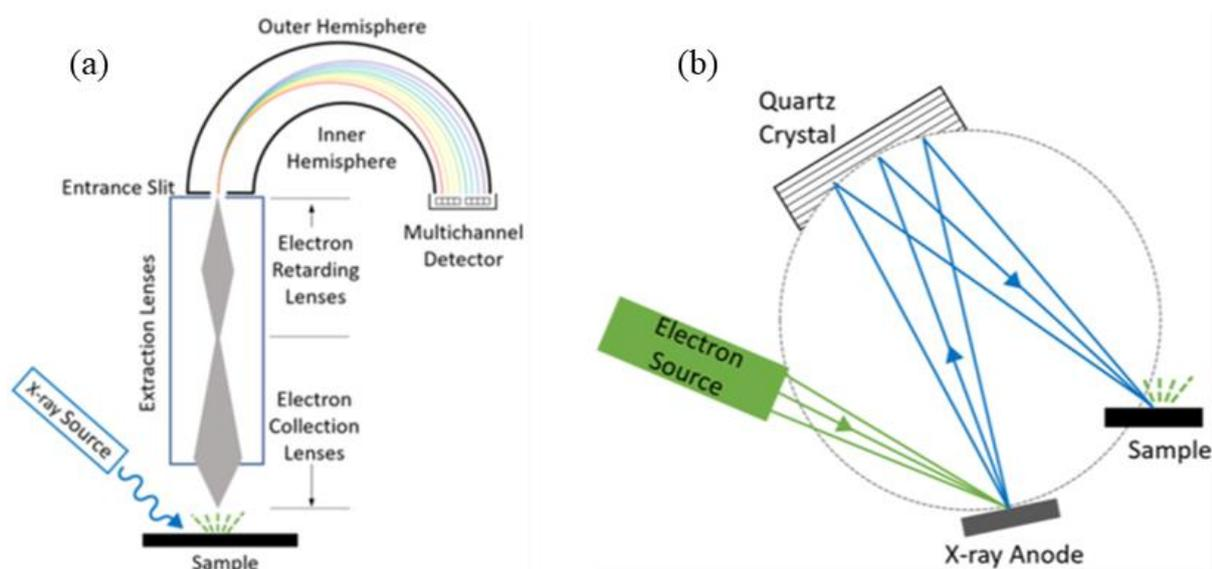 (a)
Outer Hemisphere
Inner
Hemisphere
Entrance Slit
Multichannel
Detector
Electron
Retarding
Lenses
Extraction Lenses
Electron
Collection
Lenses
X-ray Source
Sample
(b)
Quartz
Crystal
Electron
Source
Sample
X-ray Anode